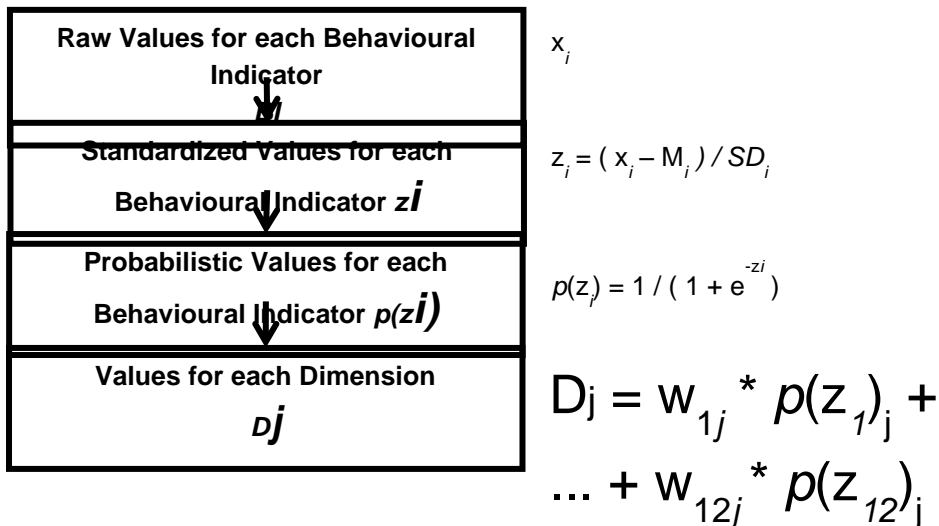 Raw Values for each Behavioural
Indicator
x_i
Standardized Values for each
Behavioural Indicator zi
z_i = ( x_i – M_i ) / SD_i
Probabilistic Values for each
Behavioural Indicator p(zi)
p(z_i) = 1 / ( 1 + e^-zi )
Values for each Dimension
Dj
Dj = w_1j * p(z_1)_j +
... + w_12j * p(z_12)_j